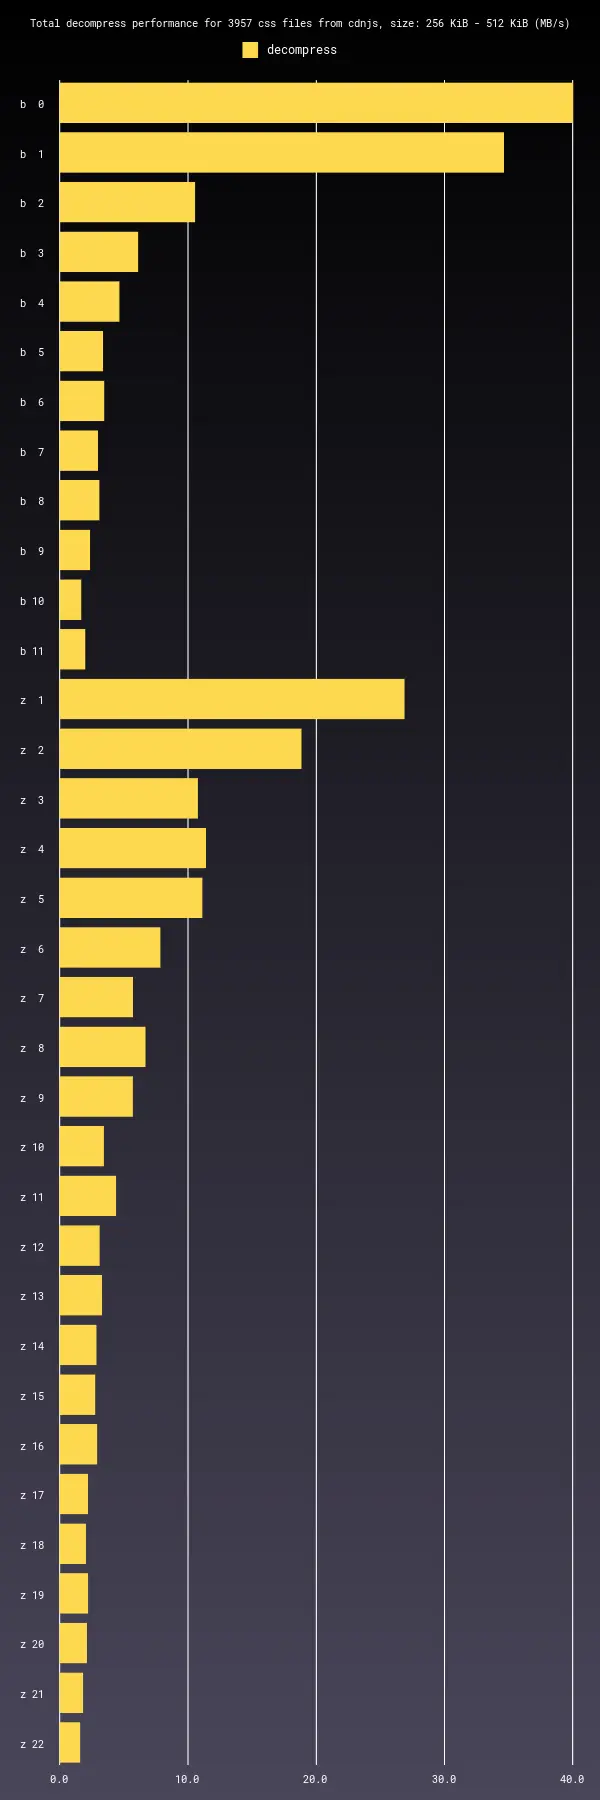 Total decompress performance for 3957 css files from cdnjs, size: 256 KiB - 512 KiB (MB/s)
decompress
b  0
b  1
b  2
b  3
b  4
b  5
b  6
b  7
b  8
b  9
b 10
b 11
z  1
z  2
z  3
z  4
z  5
z  6
z  7
z  8
z  9
z 10
z 11
z 12
z 13
z 14
z 15
z 16
z 17
z 18
z 19
z 20
z 21
z 22
0.0 10.0 20.0 30.0 40.0